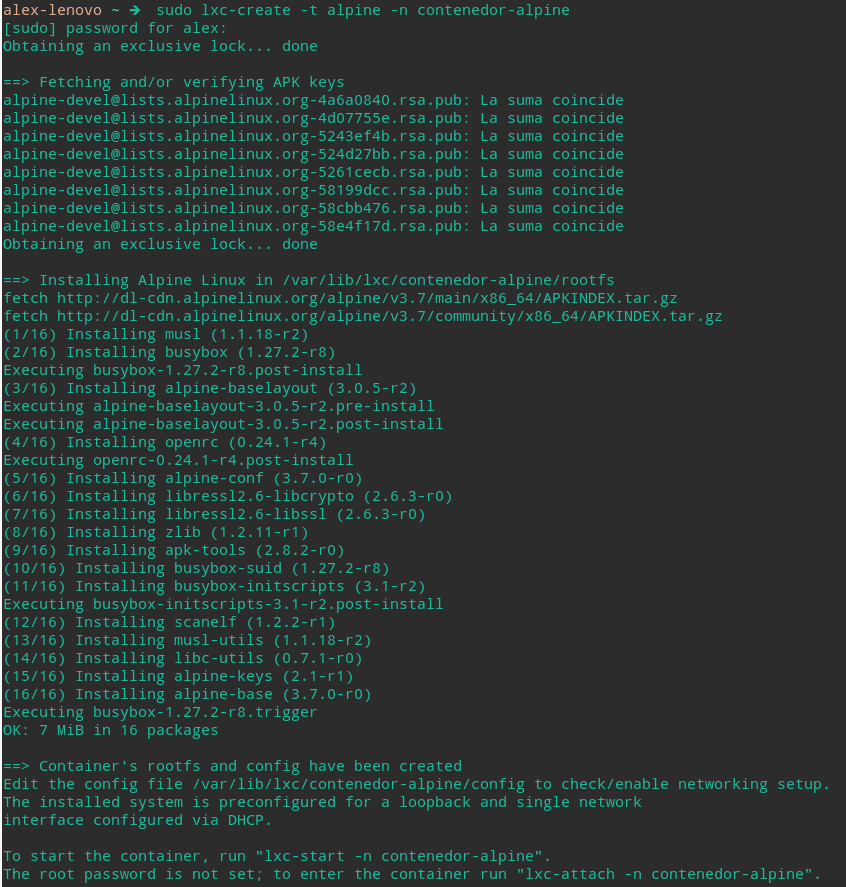 alex-lenovo ~ → sudo lxc-create -t alpine -n contenedor-alpine
[sudo] password for alex:
Obtaining an exclusive lock... done
==> Fetching and/or verifying APK keys
alpine-devel@lists.alpinelinux.org-4a6a0840.rsa.pub: La suma coincide
alpine-devel@lists.alpinelinux.org-4d07755e.rsa.pub: La suma coincide
alpine-devel@lists.alpinelinux.org-5243ef4b.rsa.pub: La suma coincide
alpine-devel@lists.alpinelinux.org-524d27bb.rsa.pub: La suma coincide
alpine-devel@lists.alpinelinux.org-5261cecb.rsa.pub: La suma coincide
alpine-devel@lists.alpinelinux.org-58199dcc.rsa.pub: La suma coincide
alpine-devel@lists.alpinelinux.org-58cbb476.rsa.pub: La suma coincide
alpine-devel@lists.alpinelinux.org-58e4f17d.rsa.pub: La suma coincide
Obtaining an exclusive lock... done
==> Installing Alpine Linux in /var/lib/lxc/contenedor-alpine/rootfs
fetch http://dl-cdn.alpinelinux.org/alpine/v3.7/main/x86_64/APKINDEX.tar.gz
fetch http://dl-cdn.alpinelinux.org/alpine/v3.7/community/x86_64/APKINDEX.tar.gz
(1/16) Installing musl (1.1.18-r2)
(2/16) Installing busybox (1.27.2-r8)
Executing busybox-1.27.2-r8.post-install
(3/16) Installing alpine-baselayout (3.0.5-r2)
Executing alpine-baselayout-3.0.5-r2.pre-install
Executing alpine-baselayout-3.0.5-r2.post-install
(4/16) Installing openrc (0.24.1-r4)
Executing openrc-0.24.1-r4.post-install
(5/16) Installing alpine-conf (3.7.0-r0)
(6/16) Installing libressl2.6-libcrypto (2.6.3-r0)
(7/16) Installing libressl2.6-libssl (2.6.3-r0)
(8/16) Installing zlib (1.2.11-r1)
(9/16) Installing apk-tools (2.8.2-r0)
(10/16) Installing busybox-suid (1.27.2-r8)
(11/16) Installing busybox-initscripts (3.1-r2)
Executing busybox-initscripts-3.1-r2.post-install
(12/16) Installing scanelf (1.2.2-r1)
(13/16) Installing musl-utils (1.1.18-r2)
(14/16) Installing libc-utils (0.7.1-r0)
(15/16) Installing alpine-keys (2.1-r1)
(16/16) Installing alpine-base (3.7.0-r0)
Executing busybox-1.27.2-r8.trigger
OK: 7 MiB in 16 packages
==> Container's rootfs and config have been created
Edit the config file /var/lib/lxc/contenedor-alpine/config to check/enable networking setup.
The installed system is preconfigured for a loopback and single network
interface configured via DHCP.
To start the container, run "lxc-start -n contenedor-alpine".
The root password is not set; to enter the container run "lxc-attach -n contenedor-alpine".